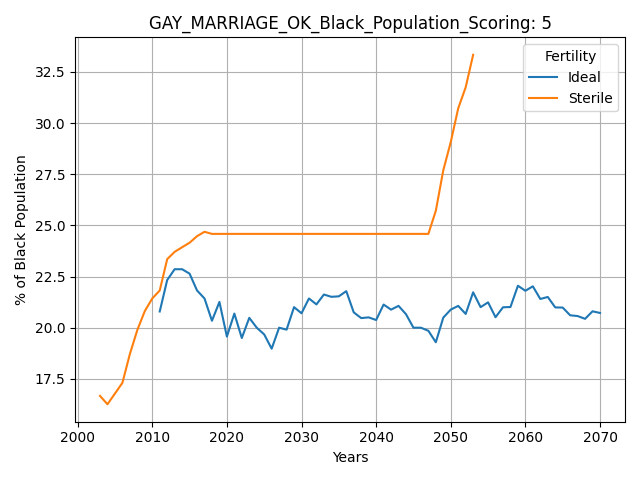 GAY_MARRIAGE_OK_Black_Population_Scoring: 5
Fertility
Ideal
Sterile
% of Black Population
32.5
30.0
27.5
25.0
22.5
20.0
17.5
2000 2010 2020 2030 2040 2050 2060 2070
Years